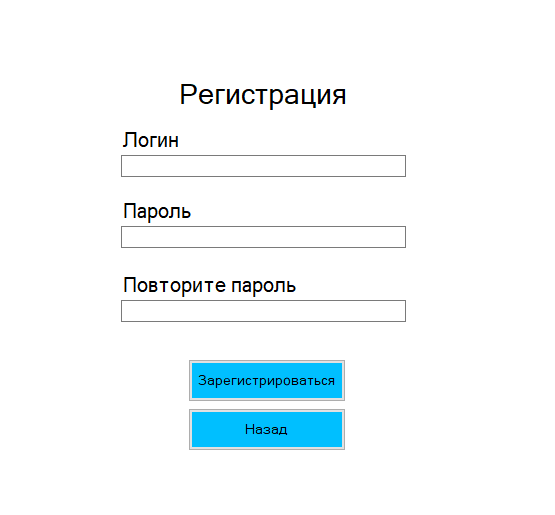 Регистрация
Логин
Пароль
Повторите пароль
Зарегистрироваться
Назад